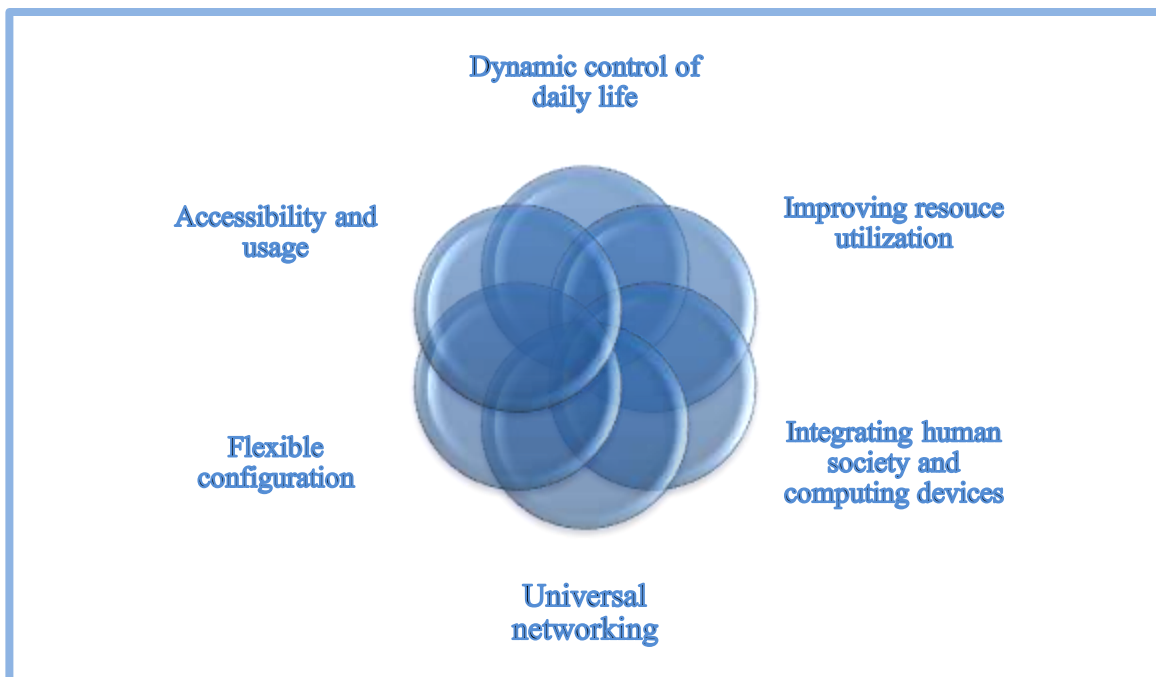 Dynamic control of
daily life
Accessibility and
usage
Improving resouce
utilization
Flexible
configuration
Integrating human
society and
computing devices
Universal
networking